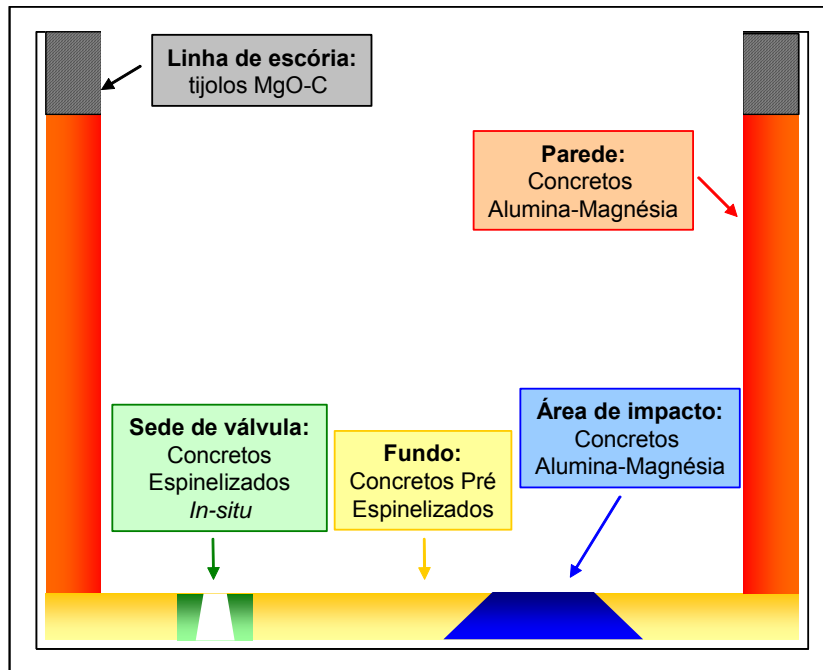 Linha de escória:
tijolos MgO-C
Parede:
Concretos
Alumina-Magnésia
Sede de válvula:
Concretos
Espinelizados
In-situ
Fundo:
Concretos Pré
Espinelizados
Área de impacto:
Concretos
Alumina-Magnésia